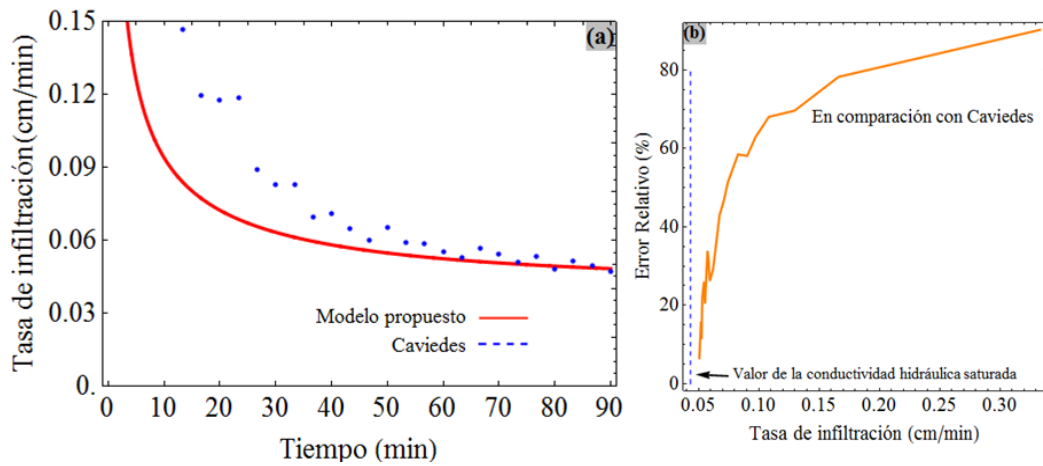 (a)
Tasa de infiltración(cm/min)
0.15
0.12
0.09
0.06
0.03
0.
Modelo propuesto
Caviedes
0 10 20 30 40 50 60 70 80 90
Tiempo (min)
(b)
Error Relativo (%)
80
60
40
20
0
En comparación con Caviedes
Valor de la conductividad hidráulica saturada
0.05 0.10 0.15 0.20 0.25 0.30
Tasa de infiltración (cm/min)